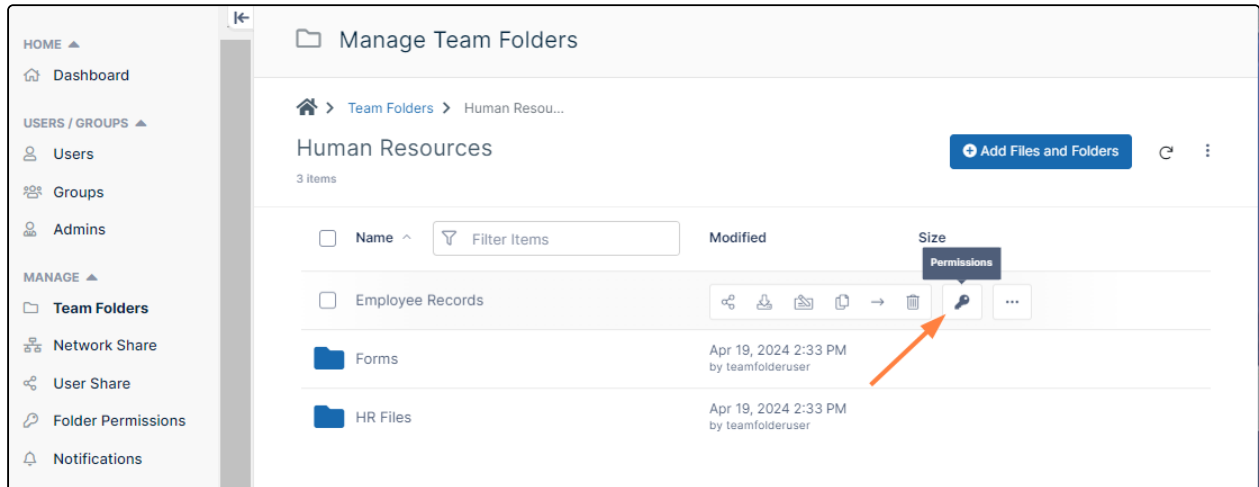 HOME
Dashboard
USERS / GROUPS
Users
Groups
Admins
MANAGE
Team Folders
Network Share
User Share
Folder Permissions
Notifications
Manage Team Folders
Team Folders
Human Resou...
Human Resources
3 items
Add Files and Folders
Name
Filter Items
Modified
Size
Permissions
Employee Records
Forms
Apr 19, 2024 2:33 PM
by teamfolderuser
HR Files
Apr 19, 2024 2:33 PM
by teamfolderuser